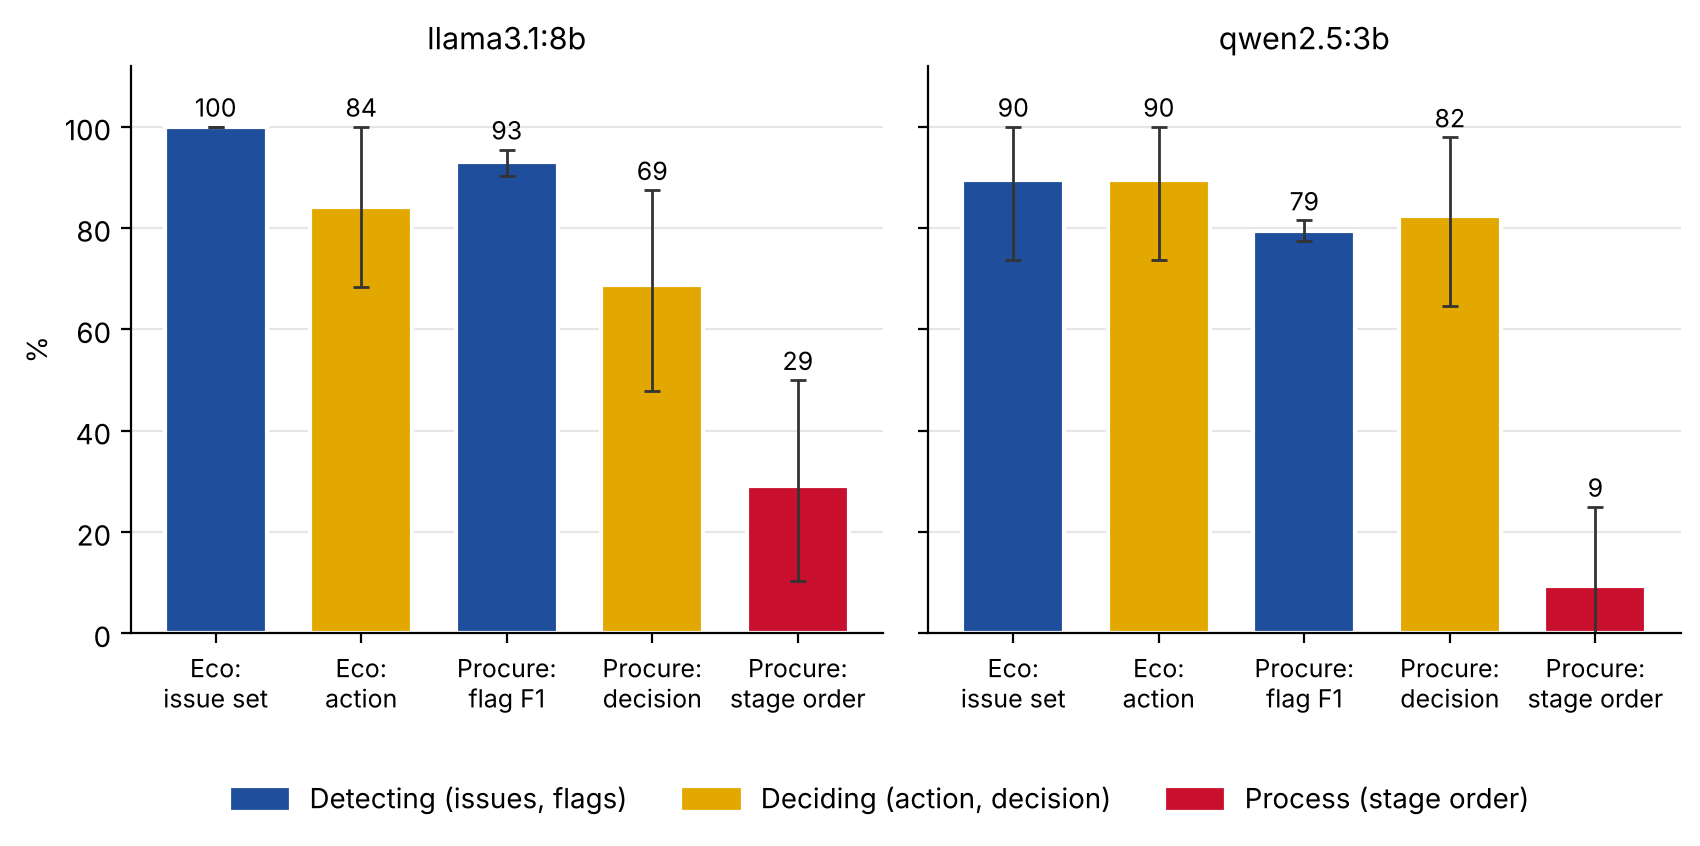 llama3.1:8b
qwen2.5:3b
%
100
80
60
40
20
0
100
84
93
69
29
90
90
79
82
9
Eco:
issue set
Eco:
action
Procure:
flag F1
Procure:
decision
Procure:
stage order
Eco:
issue set
Eco:
action
Procure:
flag F1
Procure:
decision
Procure:
stage order
Detecting (issues, flags)
Deciding (action, decision)
Process (stage order)